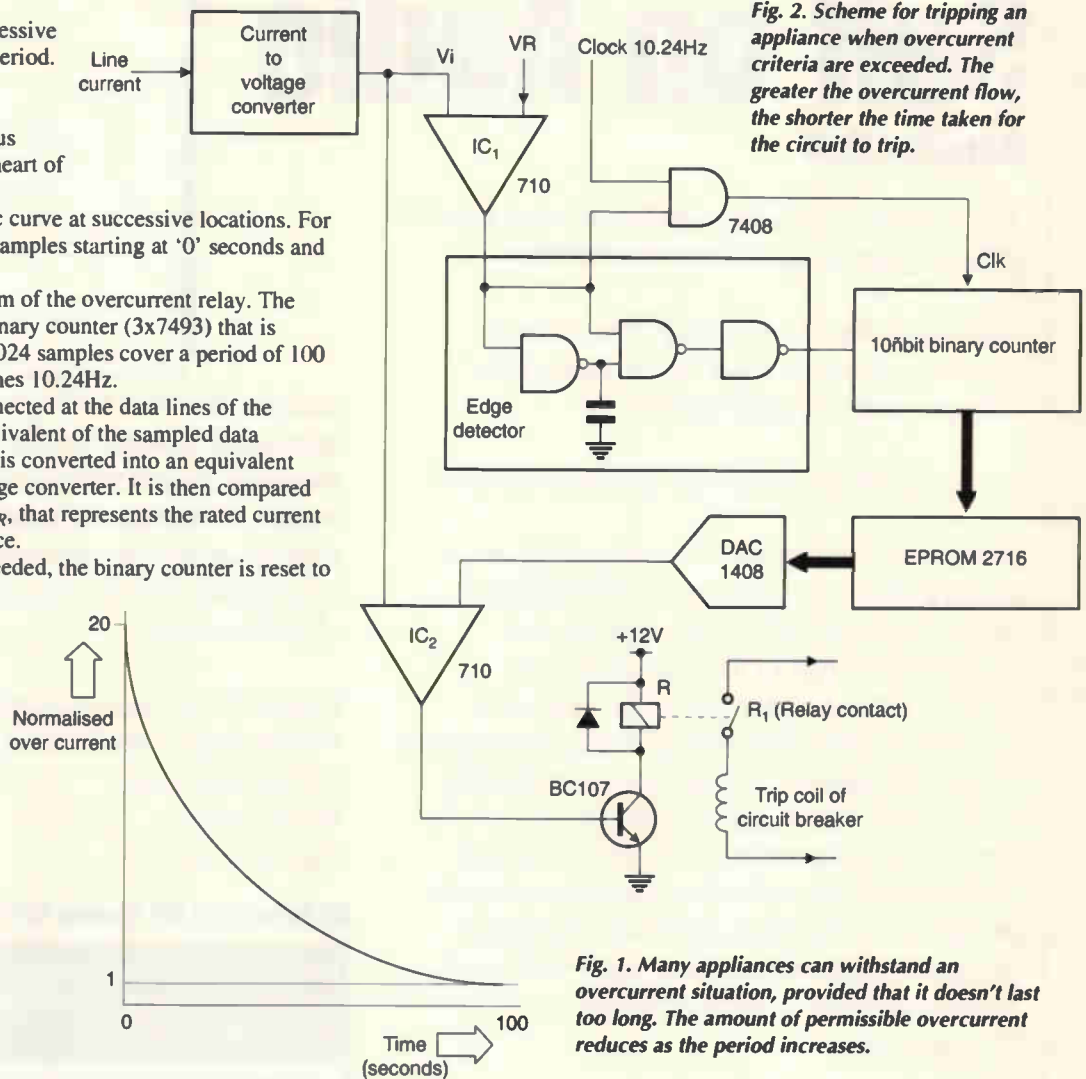 essive
eriod.
us
eart of
e curve at successive locations. For
amples starting at ‘0’ seconds and
m of the overcurrent relay. The
inary counter (3x7493) that is
024 samples cover a period of 100
nes 10.24Hz.
nected at the data lines of the
uivalent of the sampled data
is converted into an equivalent
ge converter. It is then compared
R, that represents the rated current
ce.
eeded, the binary counter is reset to
Line
current
Current
to
voltage
converter
Vi
VR
Clock 10.24Hz
IC1
710
7408
Clk
Edge
detector
10ñbit binary counter
EPROM 2716
DAC
1408
IC2
710
+12V
R
R1 (Relay contact)
BC107
Trip coil of
circuit breaker
Fig. 2. Scheme for tripping an
appliance when overcurrent
criteria are exceeded. The
greater the overcurrent flow,
the shorter the time taken for
the circuit to trip.
20
Normalised
over current
1
0
100
Time
(seconds)
Fig. 1. Many appliances can withstand an
overcurrent situation, provided that it doesn't last
too long. The amount of permissible overcurrent
reduces as the period increases.